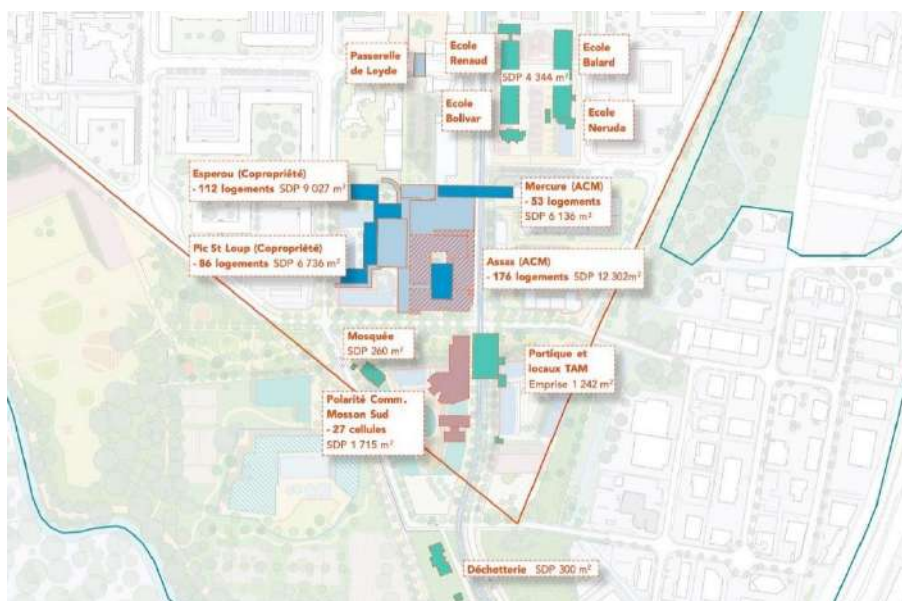 Passerelle
de Leyde
Ecole
Renaud
Ecole
Balard
SDP 4 344 m²
Ecole
Bolivar
Ecole
Neruda
Esperou (Copropriété)
- 112 logements SDP 9 027 m²
Mercure (ACM)
- 53 logements
SDP 6 136 m²
Pic St Loup (Copropriété)
- 86 logements SDP 6 736 m²
Assas (ACM)
- 176 logements SDP 12 302m²
Mosquée
SDP 260 m²
Portique et
locaux TAM
Emprise 1 242 m²
Polarité Comm.
Mosson Sud
- 27 cellules
SDP 1 715 m²
Déchetterie SDP 300 m²